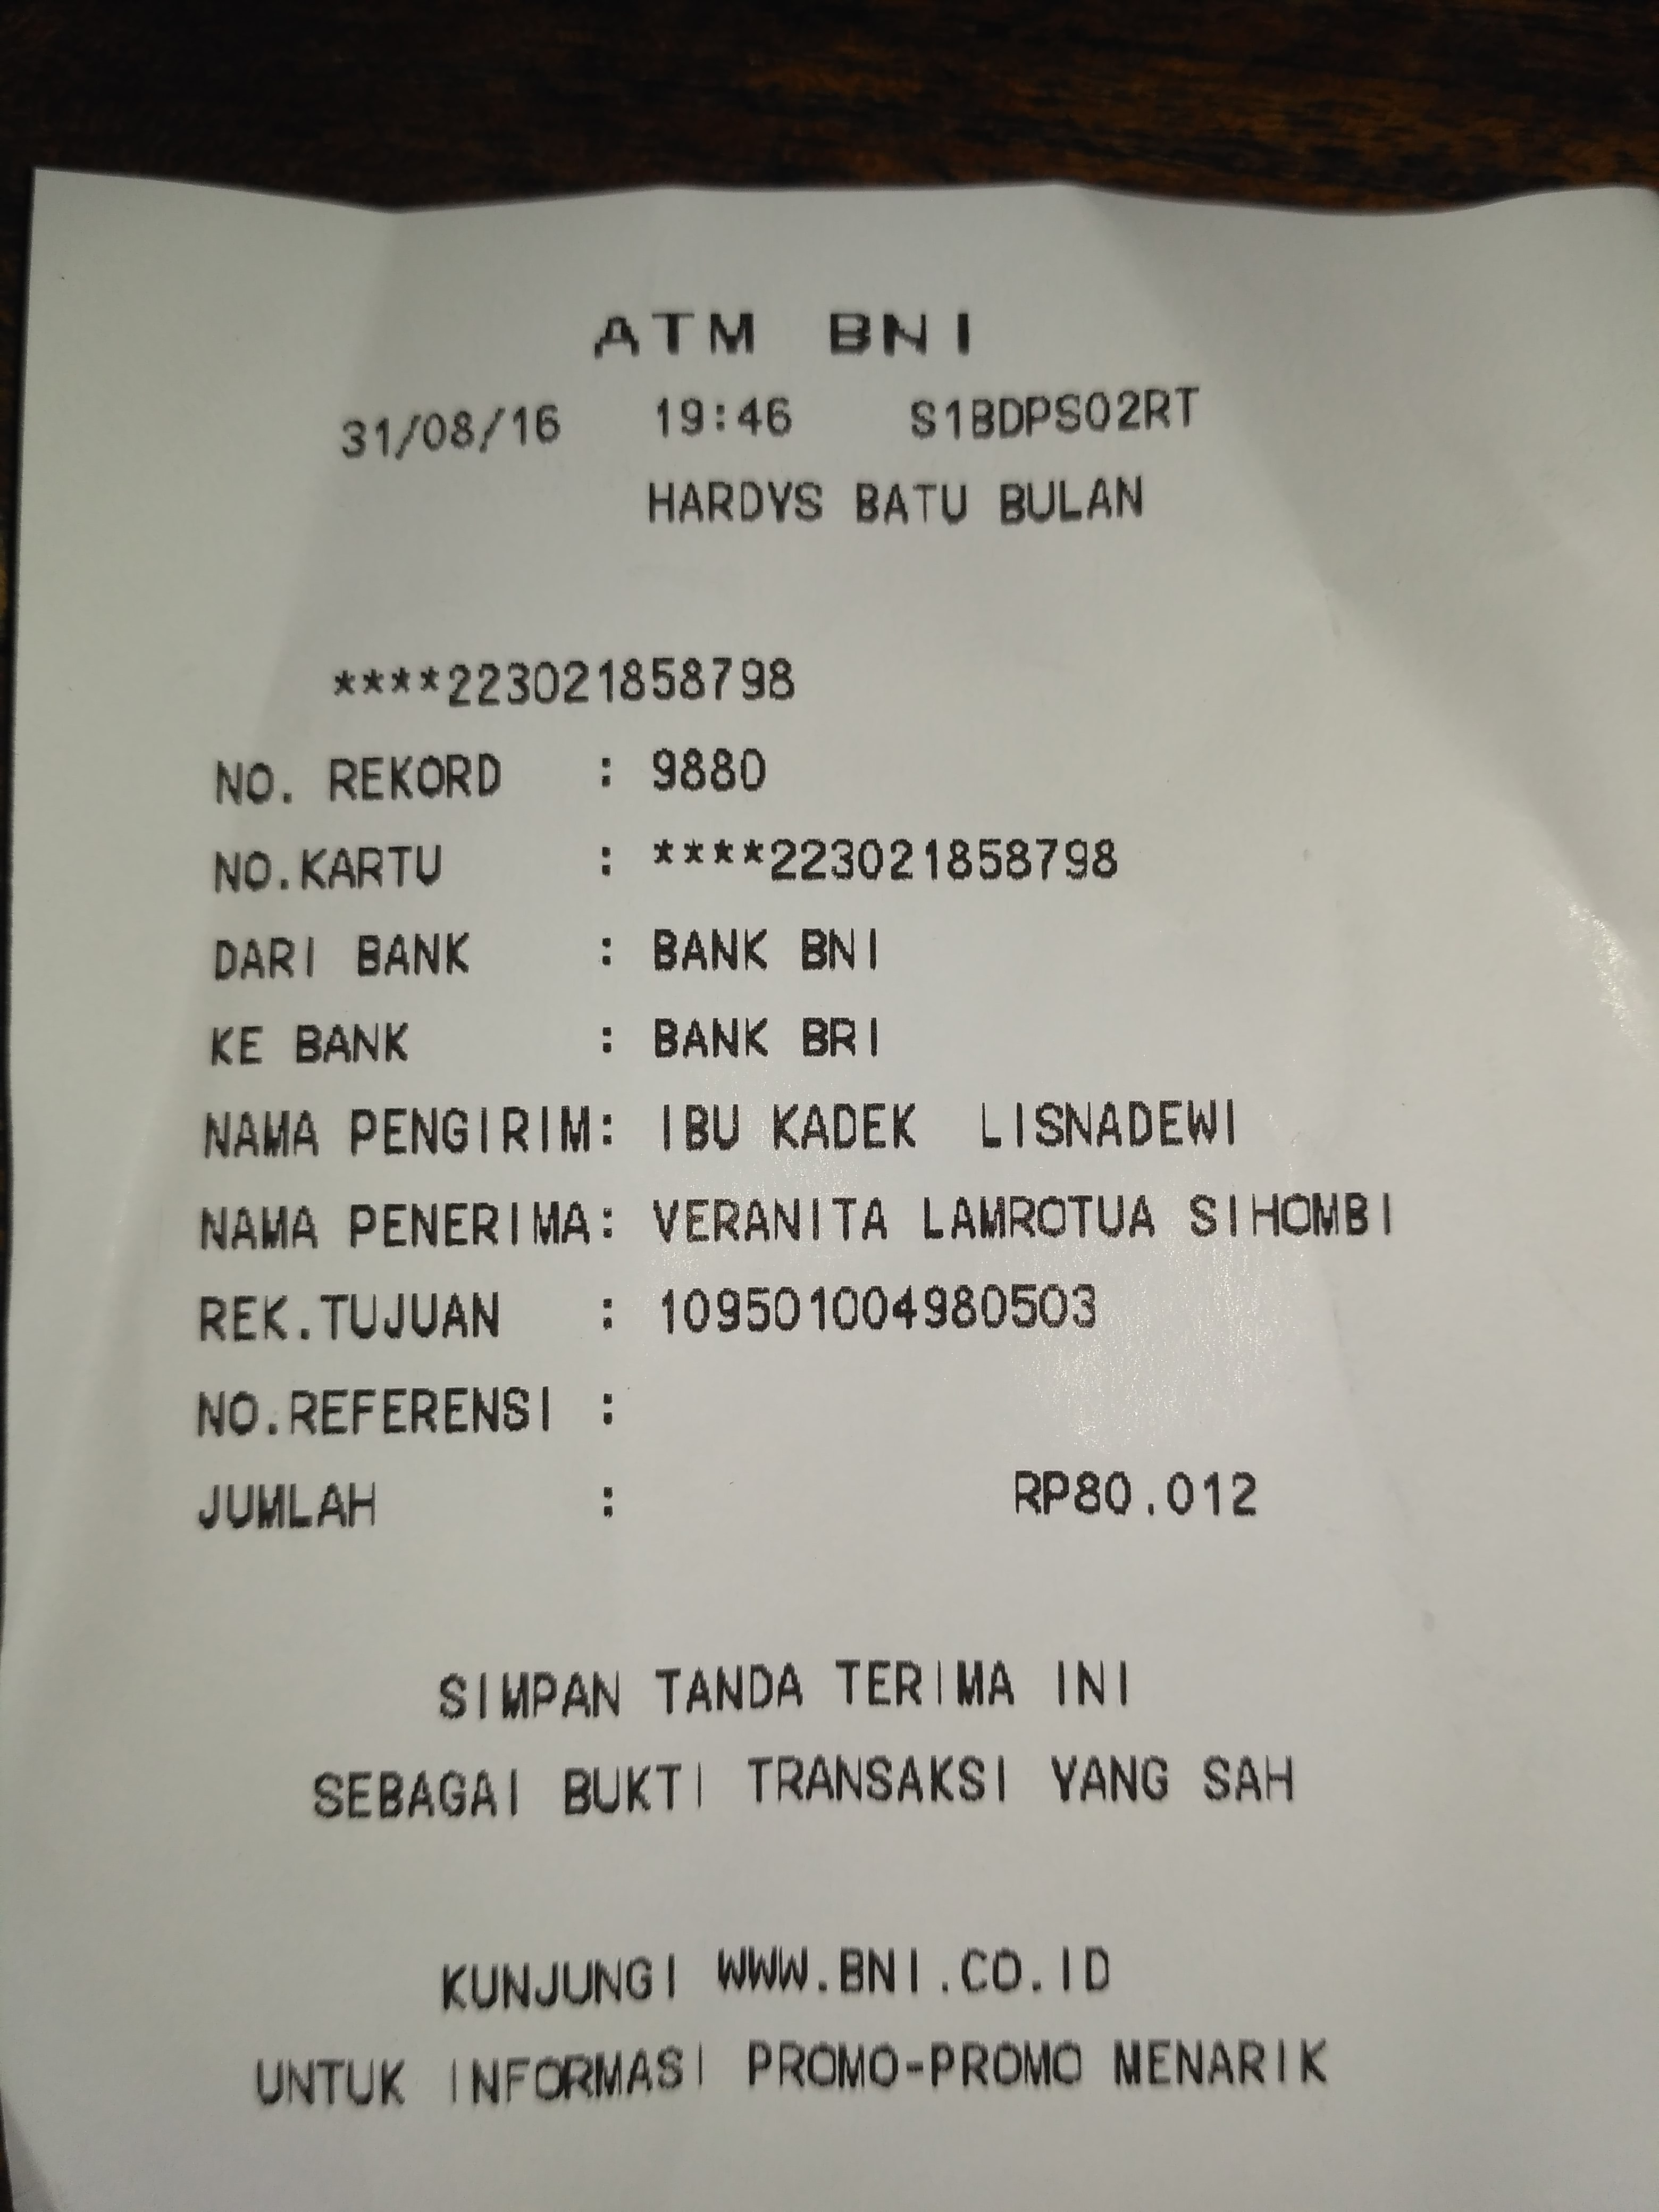 ATM BNI
31/08/16 19:46 S1BDPS02RT
HARDYS BATU BULAN
****223021858798
NO. REKORD : 9880
NO.KARTU : ****223021858798
DARI BANK : BANK BNI
KE BANK : BANK BRI
NAMA PENGIRIM: IBU KADEK LISNADEWI
NAMA PENERIMA: VERANITA LAMROTUA SIHOMBI
REK.TUJUAN : 109501004980503
NO.REFERENSI :
JUMLAH : RP80.012
SIMPAN TANDA TERIMA INI
SEBAGAI BUKTI TRANSAKSI YANG SAH
KUNJUNGI WWW.BNI.CO.ID
UNTUK INFORMASI PROMO-PROMO MENARIK